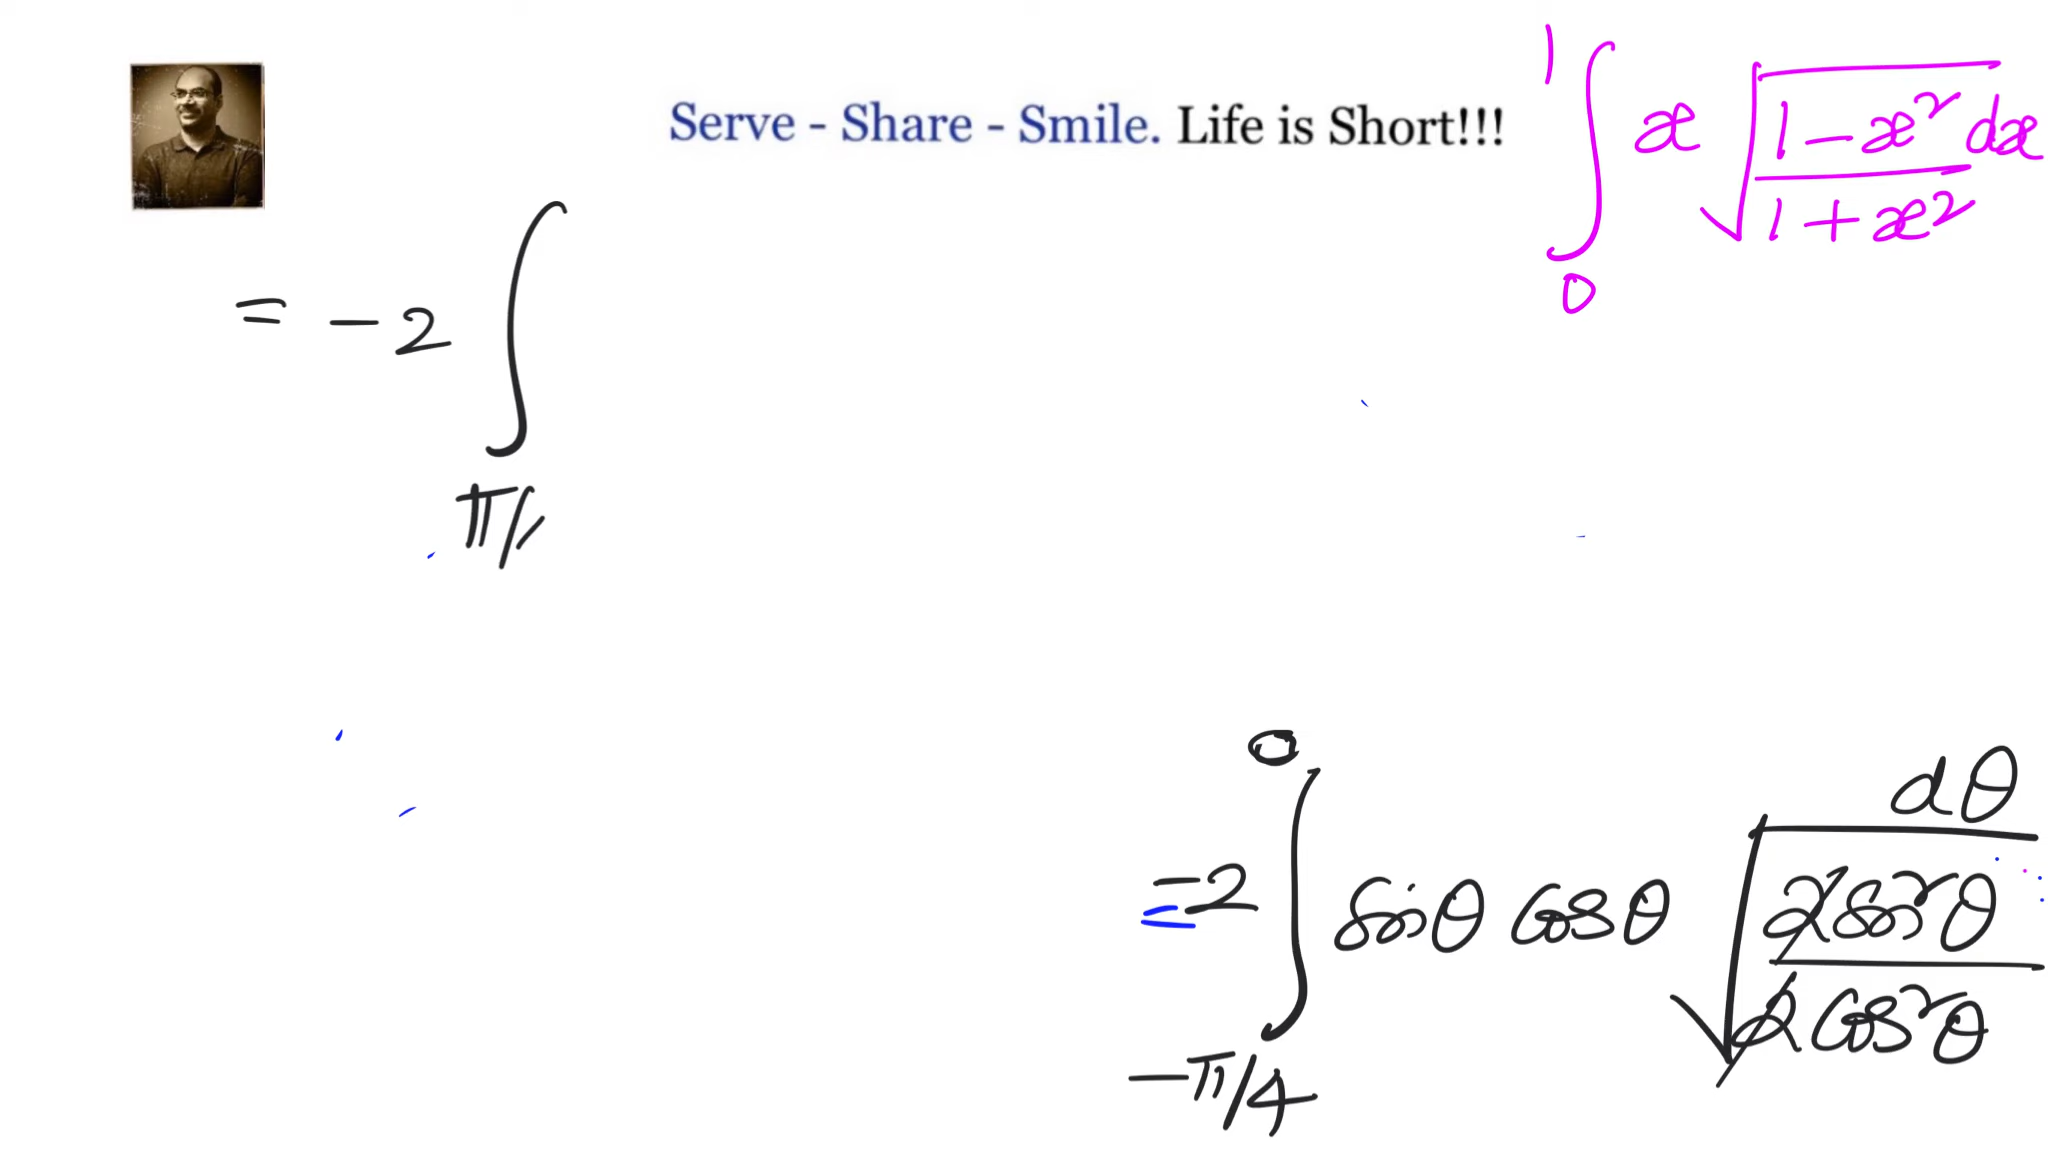 Serve - Share - Smile. Life is Short!!!
∫₀¹ x √((1 - x²)/(1 + x²)) dx
= -2 ∫
π/
= -2 ∫_{-π/4}^{0} sinθ cosθ √((2sin²θ)/(2cos²θ)) dθ